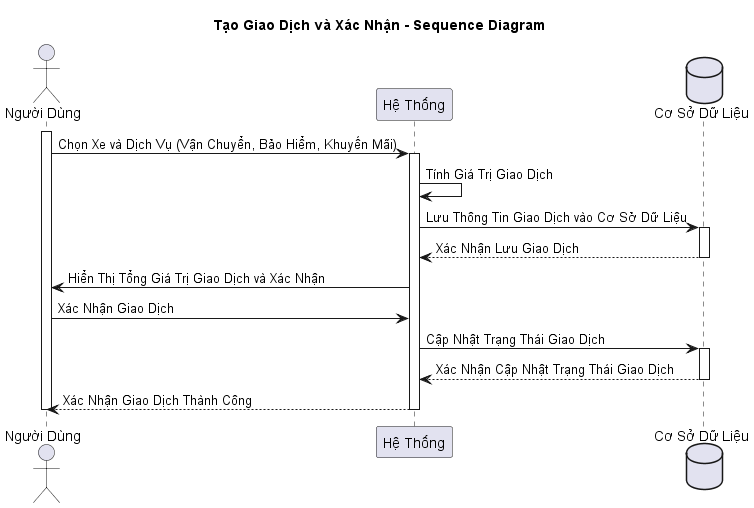 Tạo Giao Dịch và Xác Nhận - Sequence Diagram
Người Dùng
Hệ Thống
Cơ Sở Dữ Liệu
Chọn Xe và Dịch Vụ (Vận Chuyển, Bảo Hiểm, Khuyến Mãi)
Tính Giá Trị Giao Dịch
Lưu Thông Tin Giao Dịch vào Cơ Sở Dữ Liệu
Xác Nhận Lưu Giao Dịch
Hiển Thị Tổng Giá Trị Giao Dịch và Xác Nhận
Xác Nhận Giao Dịch
Cập Nhật Trạng Thái Giao Dịch
Xác Nhận Cập Nhật Trạng Thái Giao Dịch
Xác Nhận Giao Dịch Thành Công
Người Dùng
Hệ Thống
Cơ Sở Dữ Liệu